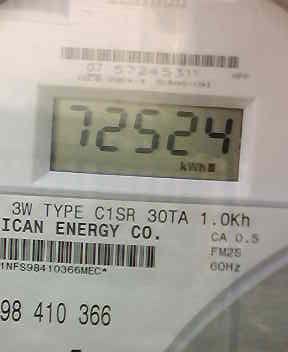 07 57245311
72524
kWh
3W TYPE C1SR 30TA 1.0Kh
ICAN ENERGY CO.
CA 0.5
FM2S
60Hz
1NFS98410366MEC*
98 410 366